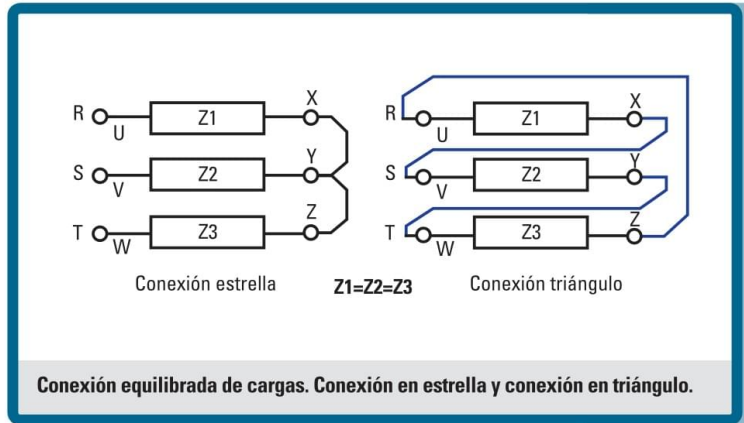 X X
R U Z1 R U Z1
Y Y
S V Z2 S V Z2
Z Z
T W Z3 T W Z3
Conexión estrella Z1=Z2=Z3 Conexión triángulo
Conexión equilibrada de cargas. Conexión en estrella y conexión en triángulo.